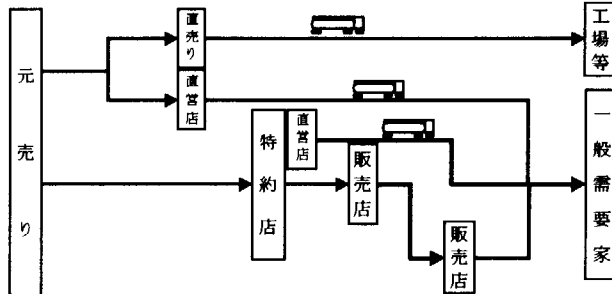 元売り
直売り
直営店
特約店
直営店
販売店
販売店
工場等
一般需要家